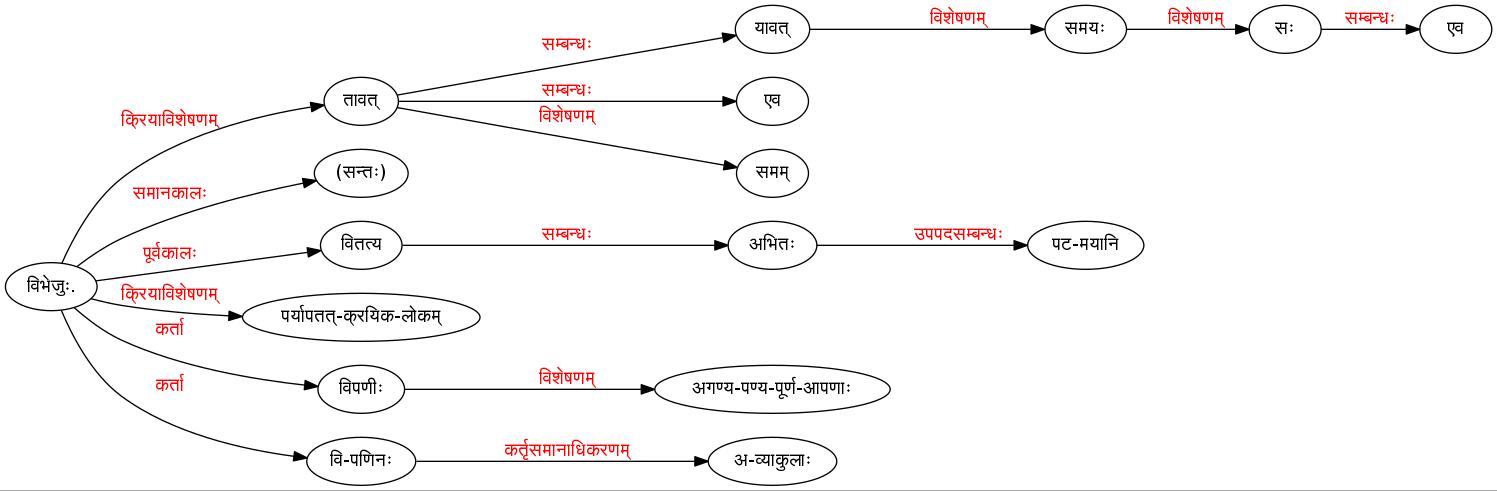 विशेषणम् विशेषणम् सम्बन्धः
यावत् समयः सः एव
सम्बन्धः
सम्बन्धः
तावत् एव
क्रियाविशेषणम् विशेषणम्
(सन्तः) समम्
समानकालः
पूर्वकालः सम्बन्धः उपपदसम्बन्धः
वितत्य अभितः पट-मयानि
विभेजुः.
क्रियाविशेषणम्
पर्यापतत्-क्रयिक-लोकम्
कर्ता
विशेषणम्
विपणीः अगण्य-पण्य-पूर्ण-आपणाः
कर्ता
कर्तृसमानाधिकरणम्
वि-पणिनः अ-व्याकुलाः